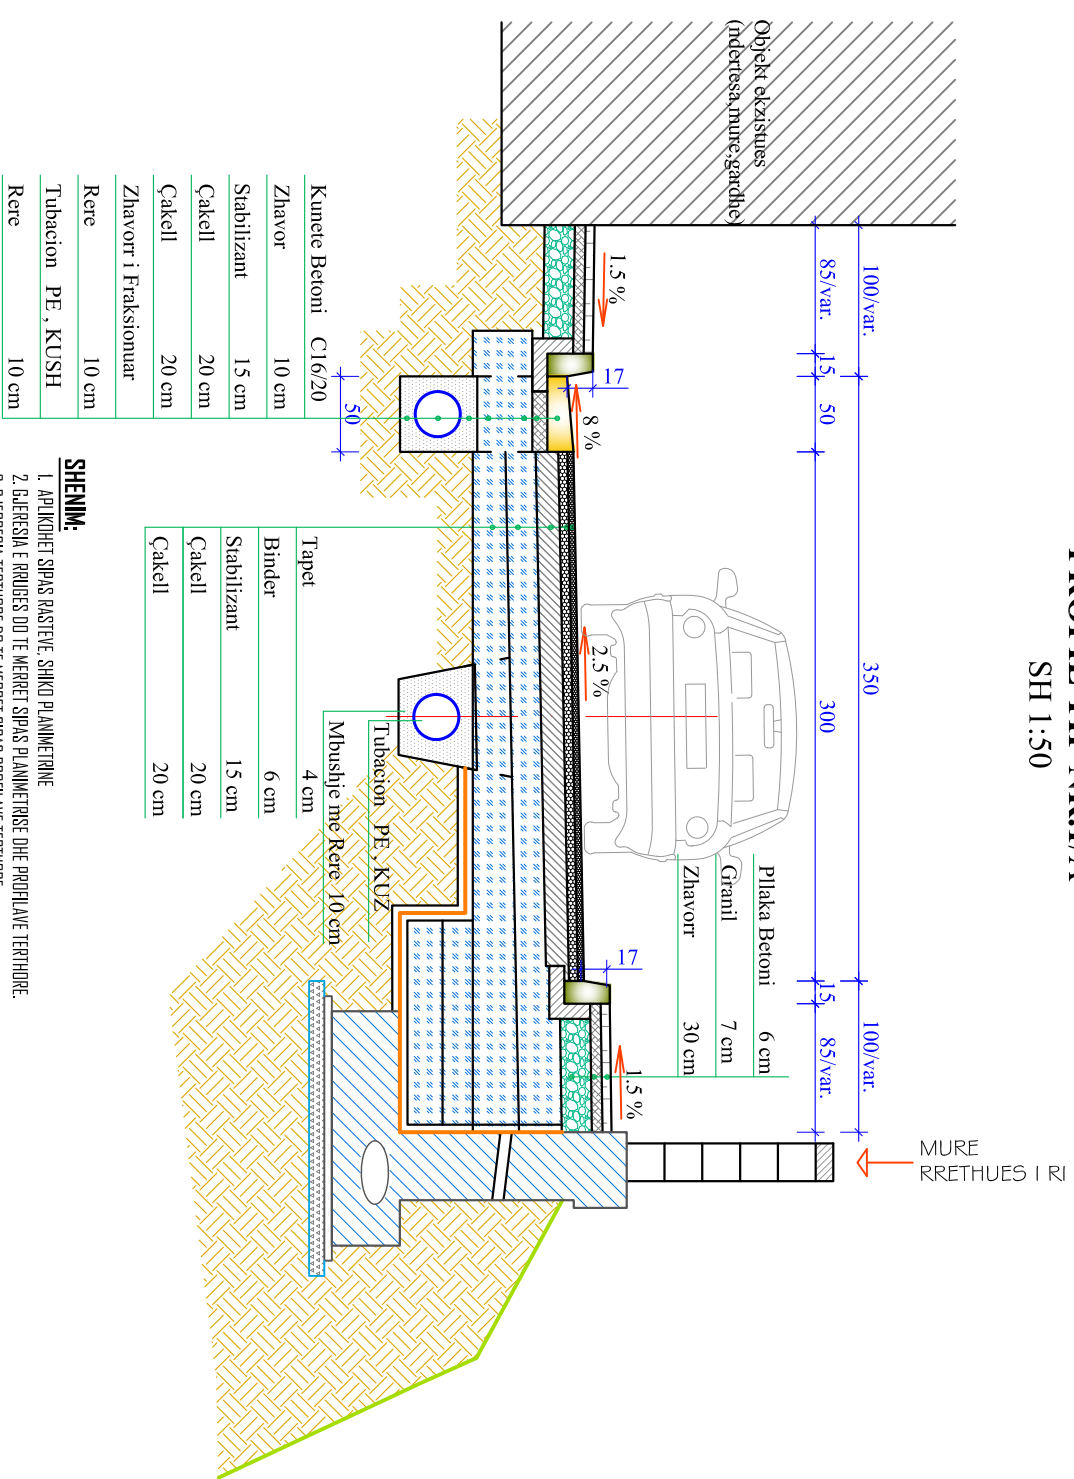 SH 1:50
Objekt ekzistues
(ndertesa,mure,gardhe)
100/var.
350
100/var.
85/var.
15
50
300
15
85/var.
MURE
RRETHUES I RI
1.5 %
17
8 %
2.5 %
17
1.5 %
Pllaka Betoni 6 cm
Granil 7 cm
Zhavorr 30 cm
50
Kunete Betoni C16/20
Zhavor 10 cm
Stabilizant 15 cm
Çakell 20 cm
Çakell 20 cm
Zhavorr i Fraksionuar
Rere 10 cm
Tubacion PE , KUSH
Rere 10 cm
Tubacion PE , KUZ
Mbushje me Rere 10 cm
Tapet 4 cm
Binder 6 cm
Stabilizant 15 cm
Çakell 20 cm
Çakell 20 cm
SHENIM:
1. APLIKOHET SIPAS RASTEVE, SHIKO PLANIMETRINE
2. GJERESIA E RRUGES DO TE MERRET SIPAS PLANIMETRISE DHE PROFILAVE TERTHORE.